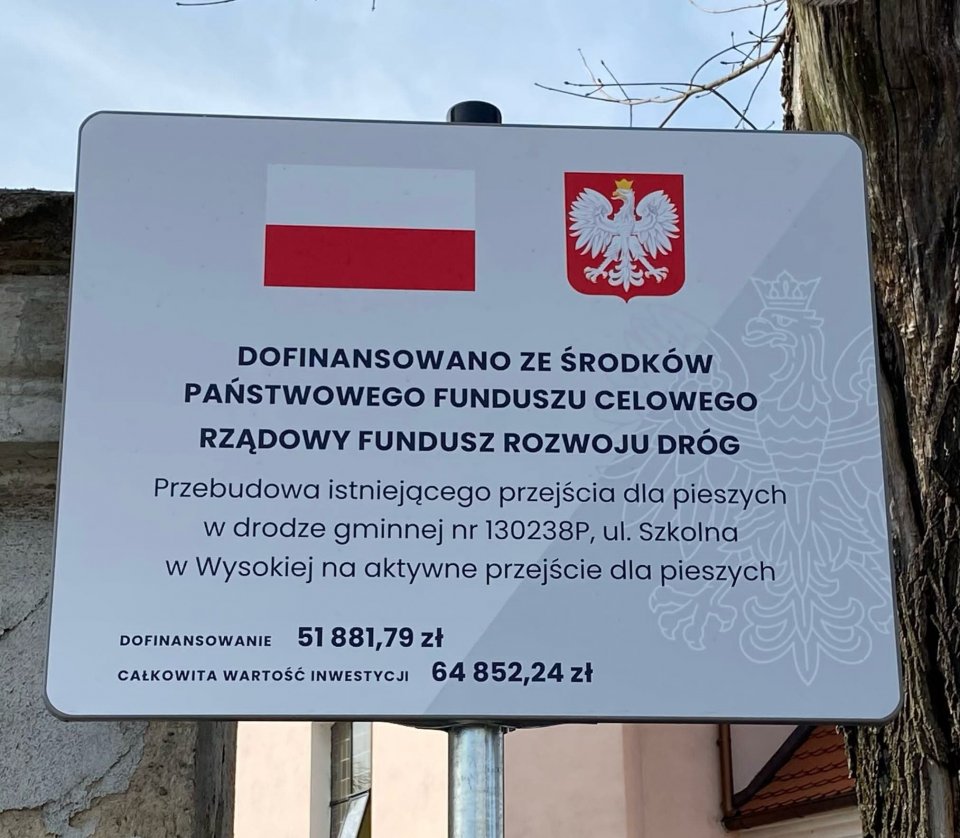 DOFINANSOWANO ZE ŚRODKÓW
PAŃSTWOWEGO FUNDUSZU CELOWEGO
RZĄDOWY FUNDUSZ ROZWOJU DRÓG
Przebudowa istniejącego przejścia dla pieszych
w drodze gminnej nr 130238P, ul. Szkolna
w Wysokiej na aktywne przejście dla pieszych
DOFINANSOWANIE 51 881,79 zł
CAŁKOWITA WARTOŚĆ INWESTYCJI 64 852,24 zł